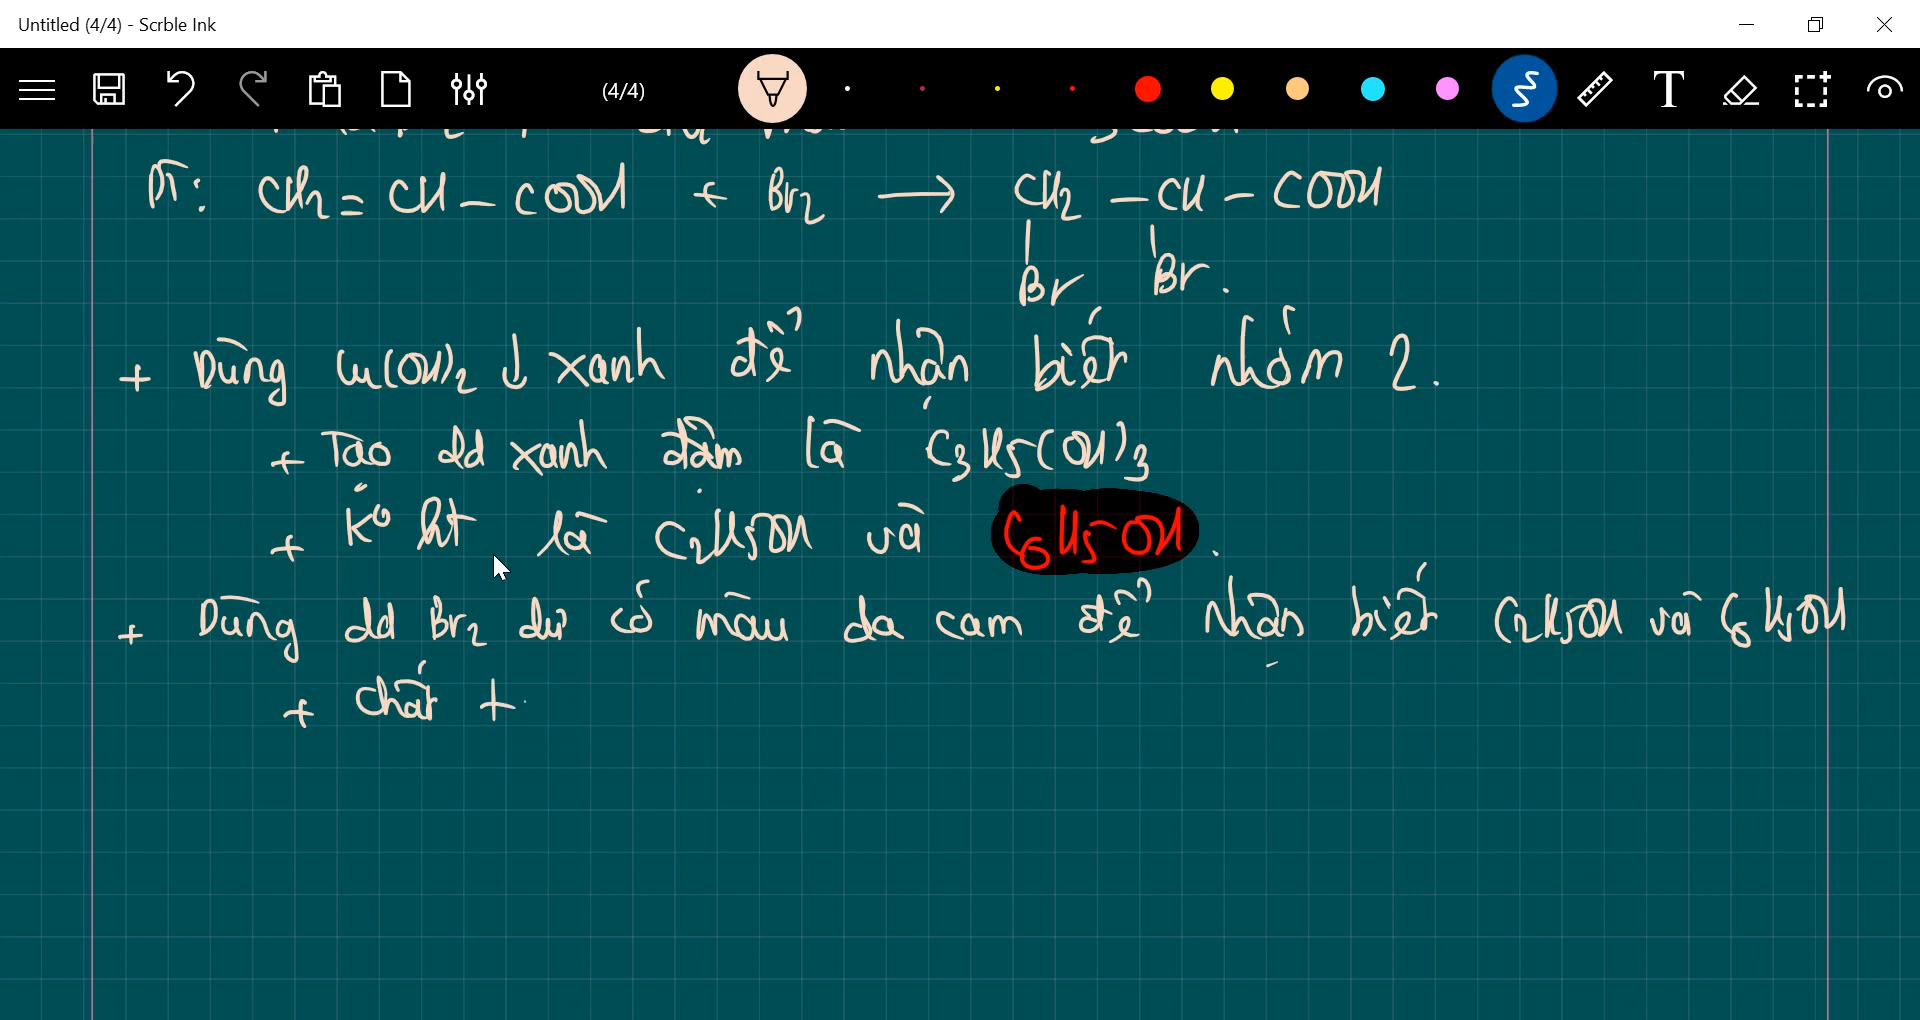 Untitled (4/4) - Scrble Ink
(4/4)
PT: CH2 = CH - COOH + Br2 → CH2 - CH - COOH
Br Br.
+ Dùng Cu(OH)2 ↓ xanh để nhận biết nhóm 2.
+ Tạo dd xanh đậm là C3H5(OH)3
+ K° ht là C2H5OH và C6H5-OH.
+ Dùng dd Br2 dư có màu da cam để nhận biết C2H5OH và C6H5OH
+ Chất t